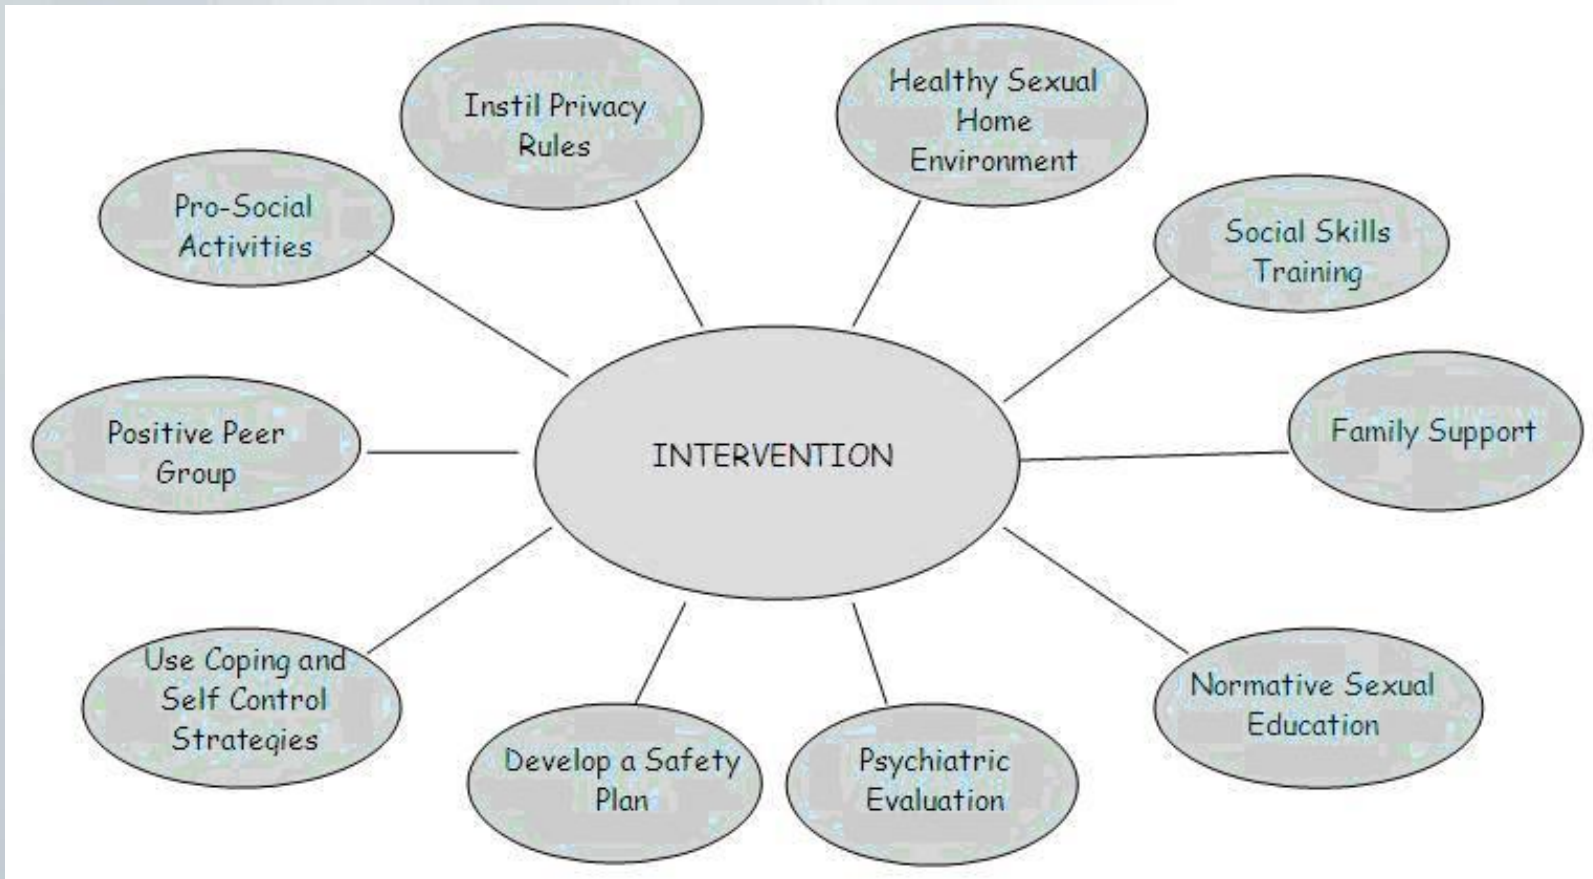 Instil Privacy
Rules
Healthy Sexual
Home
Environment
Pro-Social
Activities
Social Skills
Training
Positive Peer
Group
INTERVENTION
Family Support
Use Coping and
Self Control
Strategies
Develop a Safety
Plan
Psychiatric
Evaluation
Normative Sexual
Education